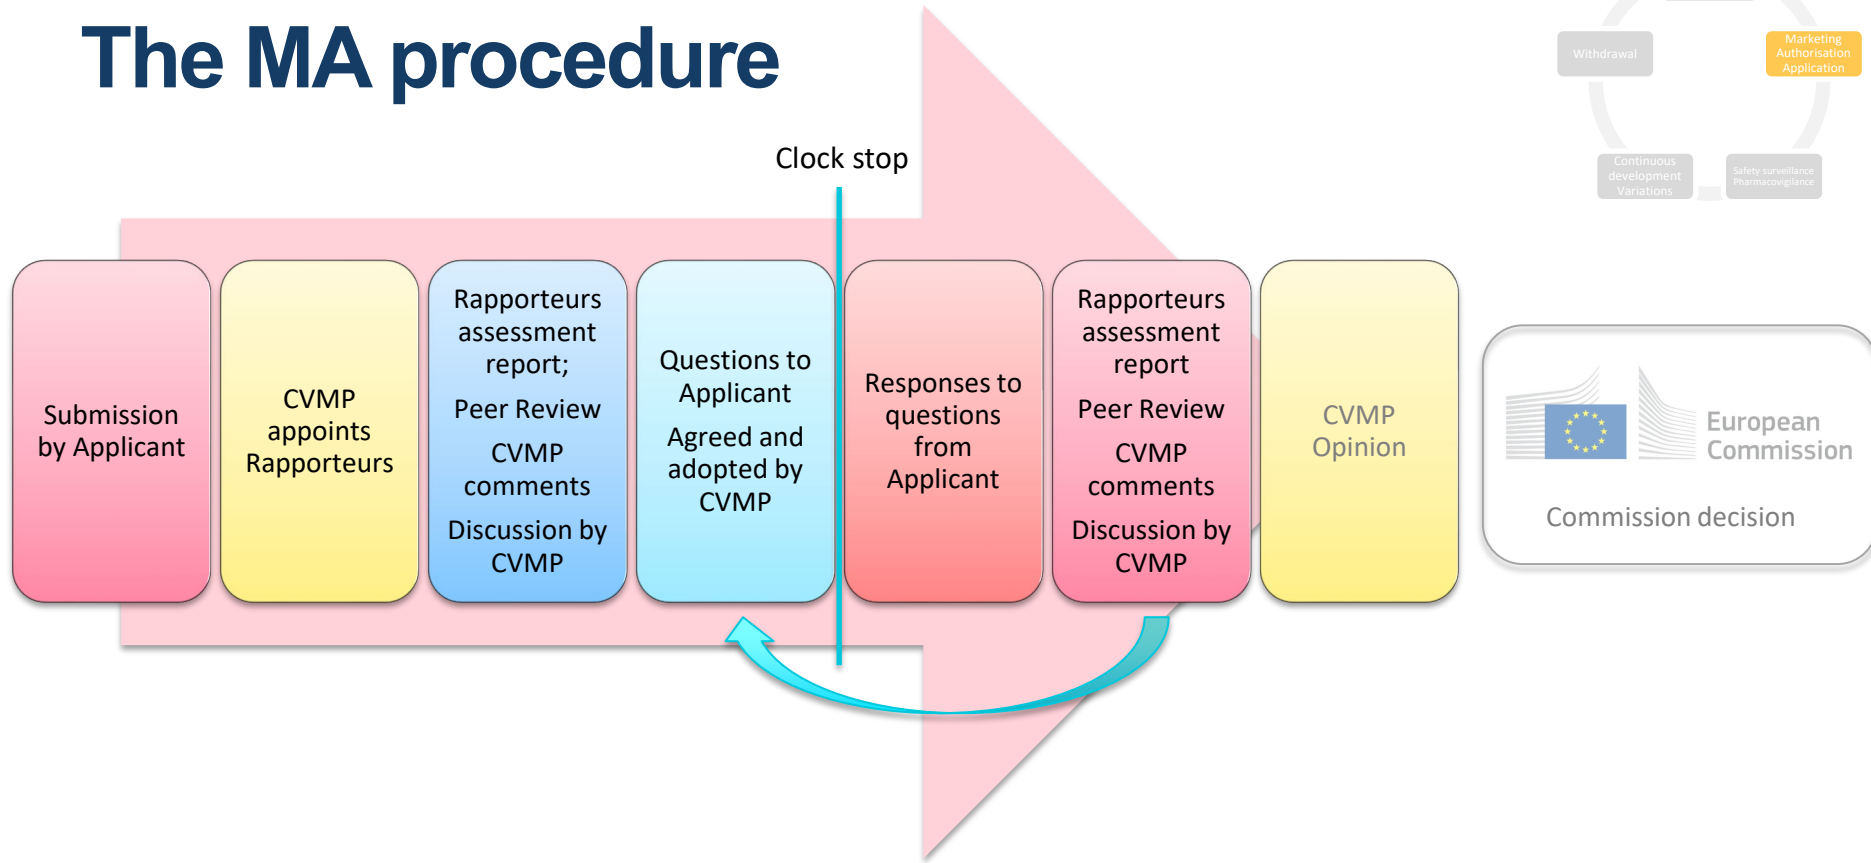 The MA procedure
Withdrawal
Marketing
Authorisation
Application
Continuous
development
Variations
Safety surveillance
Pharmacovigilance
Clock stop
Submission
by Applicant
CVMP
appoints
Rapporteurs
Rapporteurs
assessment
report;
Peer Review
CVMP
comments
Discussion by
CVMP
Questions to
Applicant
Agreed and
adopted by
CVMP
Responses to
questions
from
Applicant
Rapporteurs
assessment
report
Peer Review
CVMP
comments
Discussion by
CVMP
CVMP
Opinion
European
Commission
Commission decision